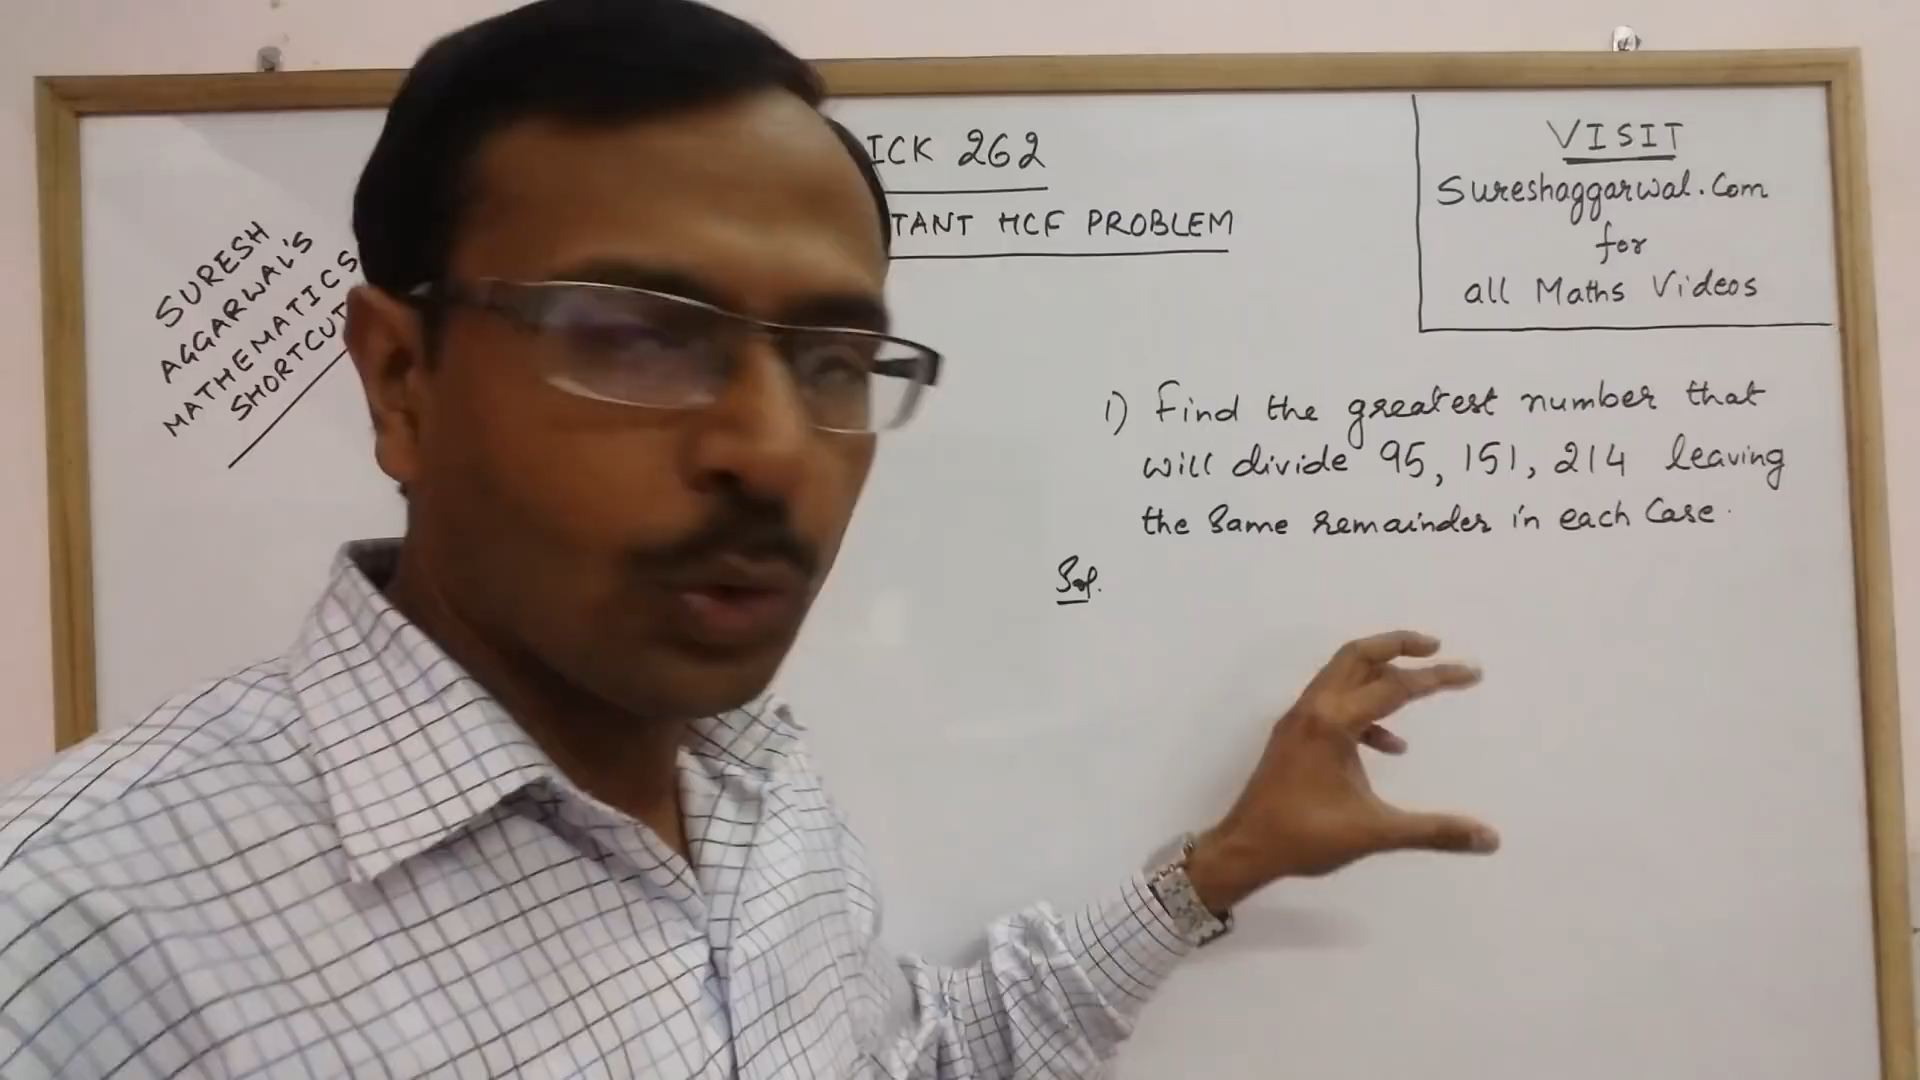 SURESH
AGGARWAL'S
MATHEMATICS
SHORTCUT
ICK 262
TANT HCF PROBLEM
VISIT
Sureshaggarwal.Com
for
all Maths Videos
1) Find the greatest number that
will divide 95, 151, 214 leaving
the Same remainder in each Case.
Sol.